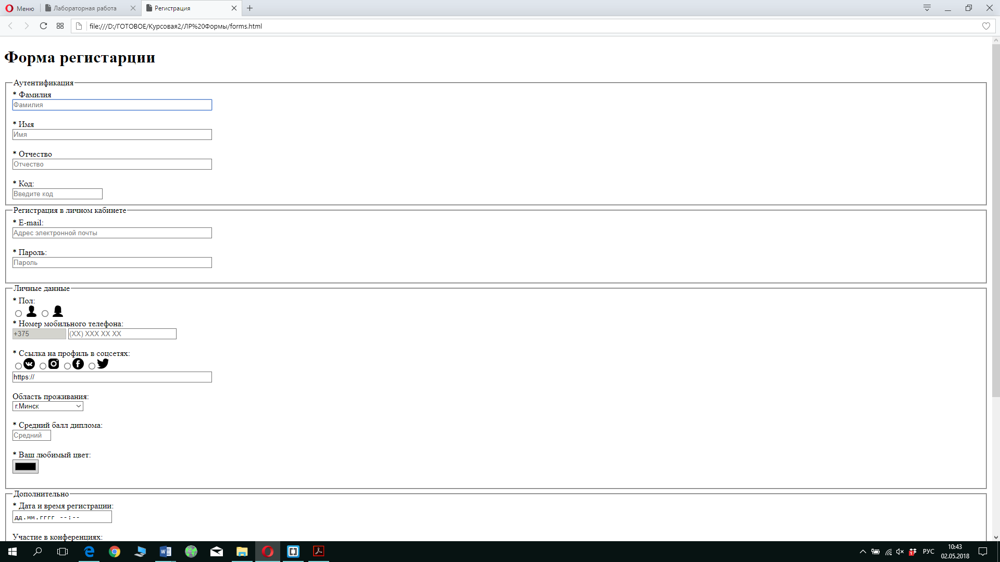 Меню
Лабораторная работа
Регистрация
file:///D:/ГОТОВОЕ/Курсовая2/ЛР%20Формы/forms.html
Форма регистарции
Аутентификация
* Фамилия
Фамилия
* Имя
Имя
* Отчество
Отчество
* Код:
Введите код
Регистрация в личном кабинете
* E-mail:
Адрес электронной почты
* Пароль:
Пароль
Личные данные
* Пол:
* Номер мобильного телефона:
+375 (XX) XXX XX XX
* Ссылка на профиль в соцсетях:
https://
Область проживания:
г.Минск
* Средний балл диплома:
Средний
* Ваш любимый цвет:
Дополнительно
* Дата и время регистрации:
дд.мм.гггг --:--
Участие в конференциях:
РУС
10:43
02.05.2018